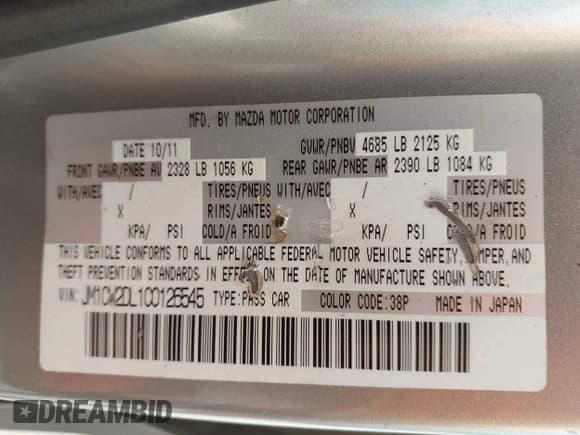 MFD. BY MAZDA MOTOR CORPORATION
DATE 10/11 GVWR/PNBV 4685 LB 2125 KG
FRONT GAWR/PNBE AV 2328 LB 1056 KG REAR GAWR/PNBE AR 2390 LB 1084 KG
WITH/AVEC / TIRES/PNEUS WITH/AVEC / TIRES/PNEUS
X RIMS/JANTES X RIMS/JANTES
KPA/ PSI COLD/A FROID KPA/ PSI COLD/A FROID
THIS VEHICLE CONFORMS TO ALL APPLICABLE FEDERAL MOTOR VEHICLE SAFETY, AND
THEFT PREVENTION STANDARDS IN EFFECT ON THE DATE OF MANUFACTURE SHOWN ABOVE.
VIN: JM1CW2DL1C0126545 TYPE:PASS CAR COLOR CODE:38P MADE IN JAPAN
DREAMBID